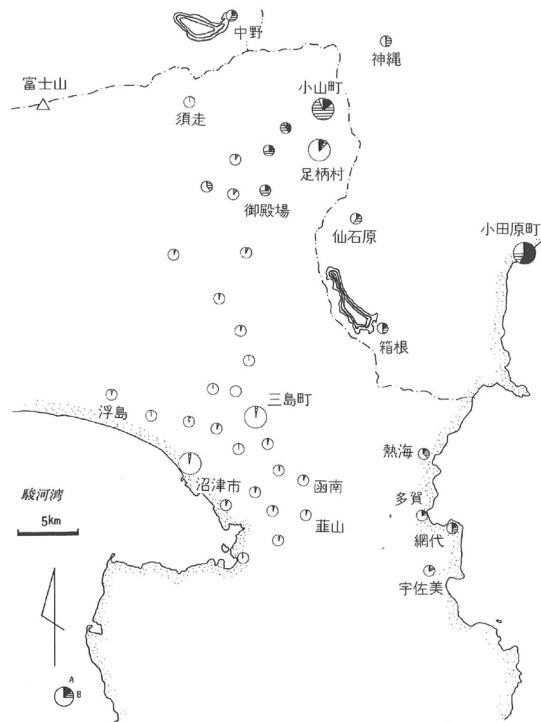 中野
神縄
富士山
小山町
須走
足柄村
御殿場
仙石原
小田原町
箱根
三島町
浮島
熱海
沼津市
函南
駿河湾
多賀
5km
韮山
網代
宇佐美
A
B